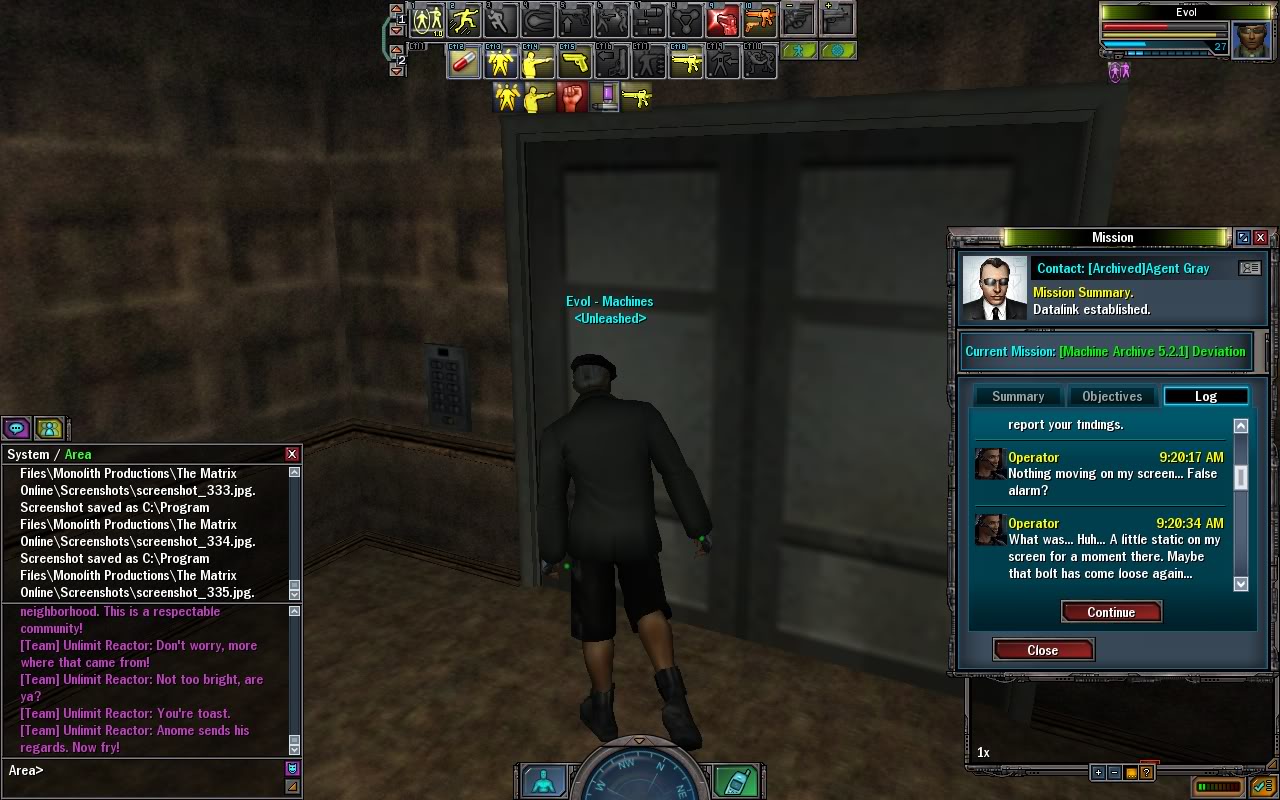 1
2
1.0
Evol
27
Mission
Contact: [Archived]Agent Gray
Mission Summary.
Datalink established.
Current Mission: [Machine Archive 5.2.1] Deviation
Summary
Objectives
Log
report your findings.
Operator 9:20:17 AM
Nothing moving on my screen... False
alarm?
Operator 9:20:34 AM
What was... Huh... A little static on my
screen for a moment there. Maybe
that bolt has come loose again...
Continue
Close
1x
Evol - Machines
<Unleashed>
System / Area
Files\Monolith Productions\The Matrix
Online\Screenshots\screenshot_333.jpg.
Screenshot saved as C:\Program
Files\Monolith Productions\The Matrix
Online\Screenshots\screenshot_334.jpg.
Screenshot saved as C:\Program
Files\Monolith Productions\The Matrix
Online\Screenshots\screenshot_335.jpg.
neighborhood. This is a respectable
community!
[Team] Unlimit Reactor: Don't worry, more
where that came from!
[Team] Unlimit Reactor: Not too bright, are
ya?
[Team] Unlimit Reactor: You're toast.
[Team] Unlimit Reactor: Anome sends his
regards. Now fry!
Area>
W
NW
N
NE